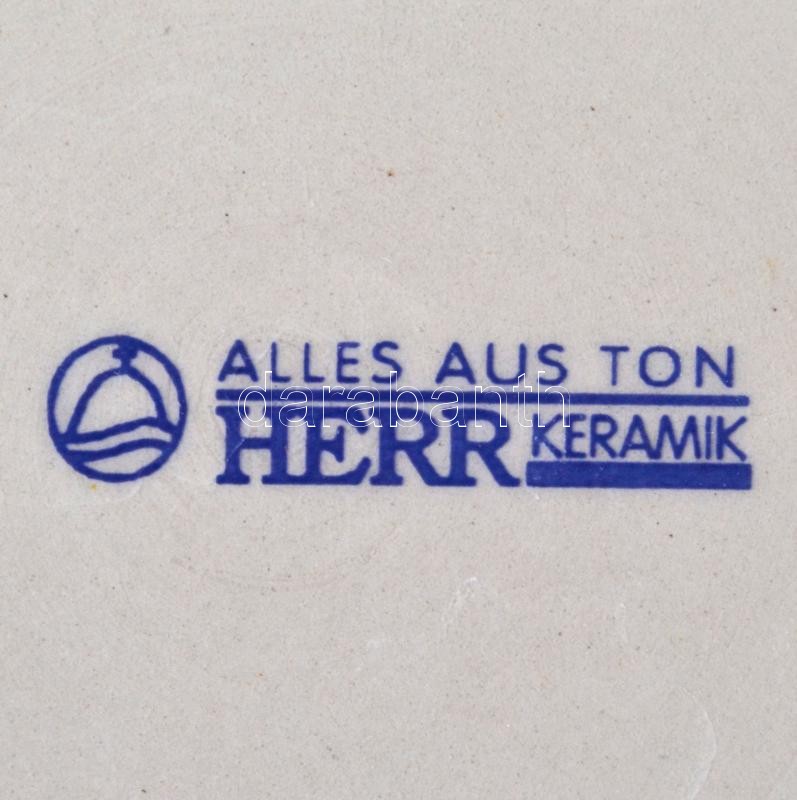 ALLES AUS TON
darabanth
HERR KERAMIK